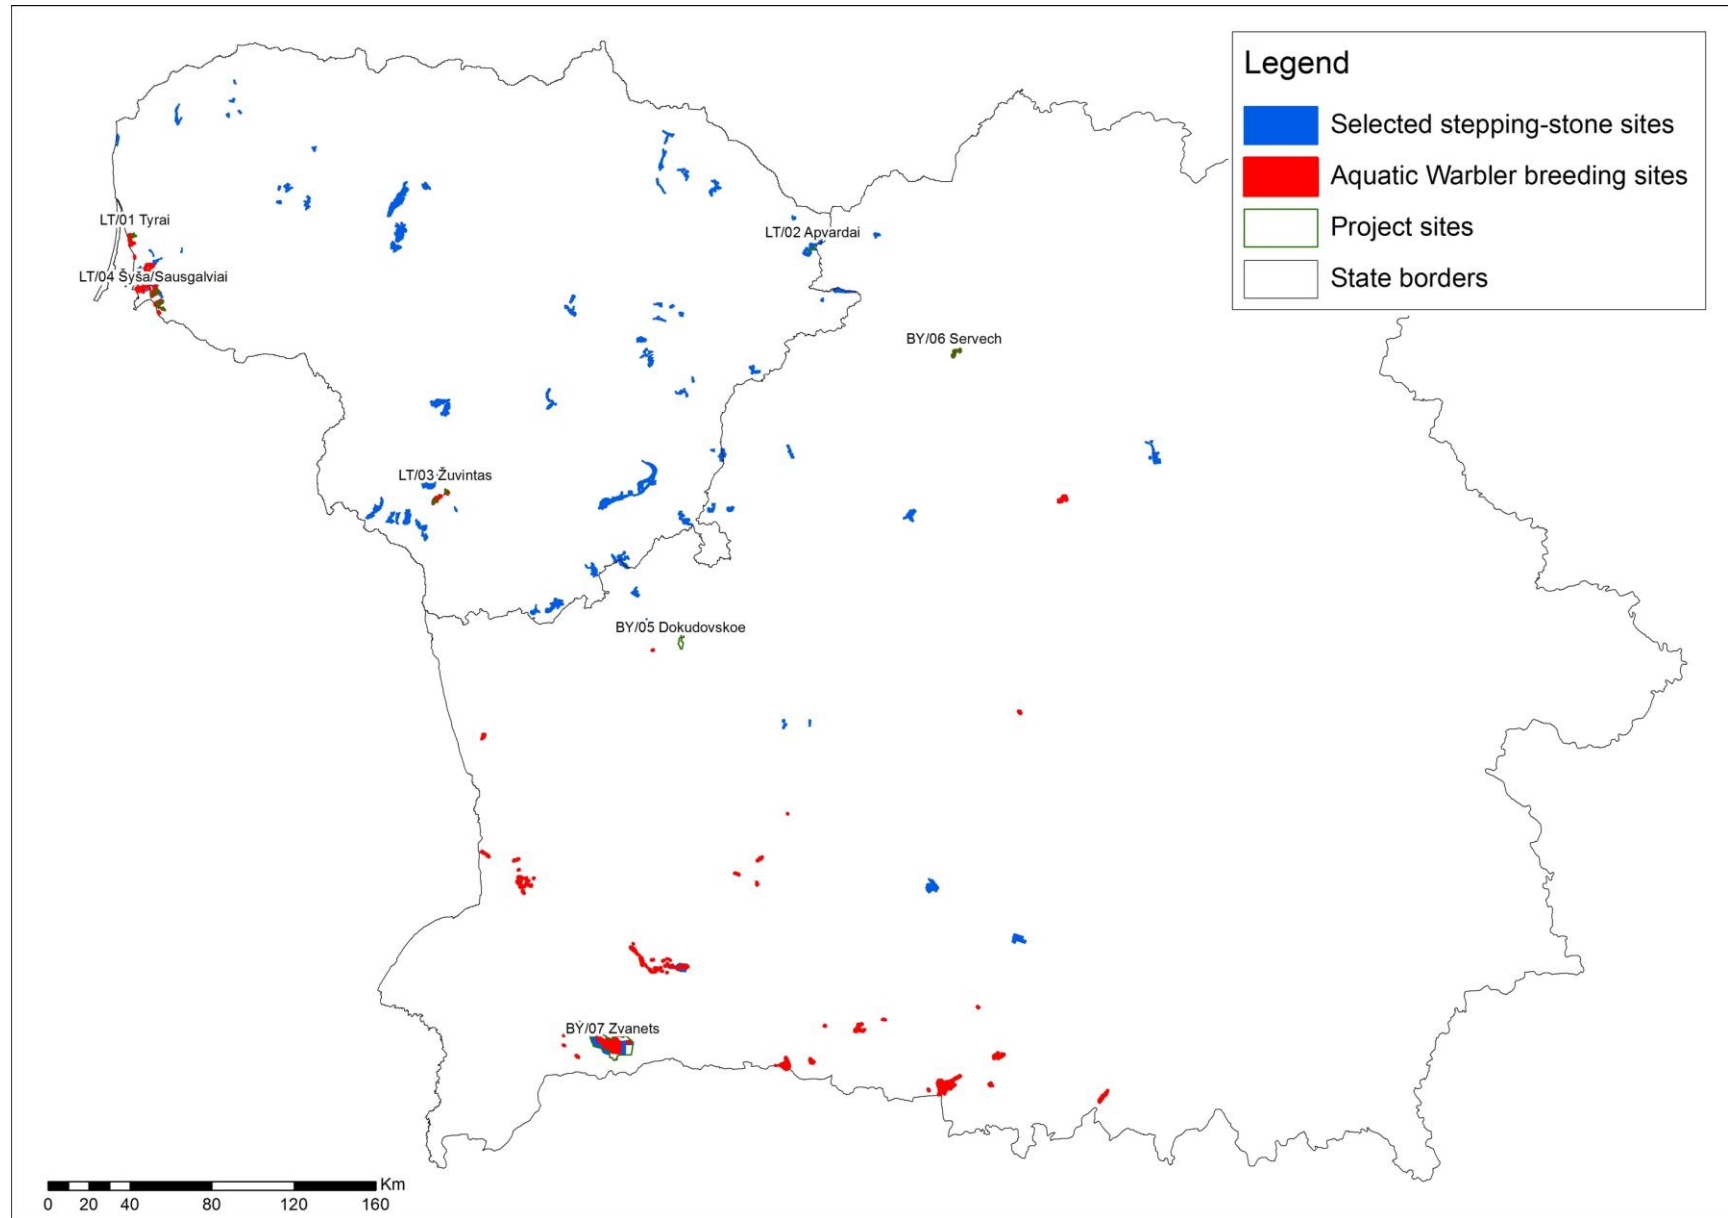 Legend
Selected stepping-stone sites
Aquatic Warbler breeding sites
Project sites
State borders
LT/01 Tyrai
LT/02 Apvardai
LT/04 Šyša/Sausgalviai
BY/06 Servech
LT/03 Žuvintas
BY/05 Dokudovskoe
BY/07 Zvanets
Km
0 20 40 80 120 160